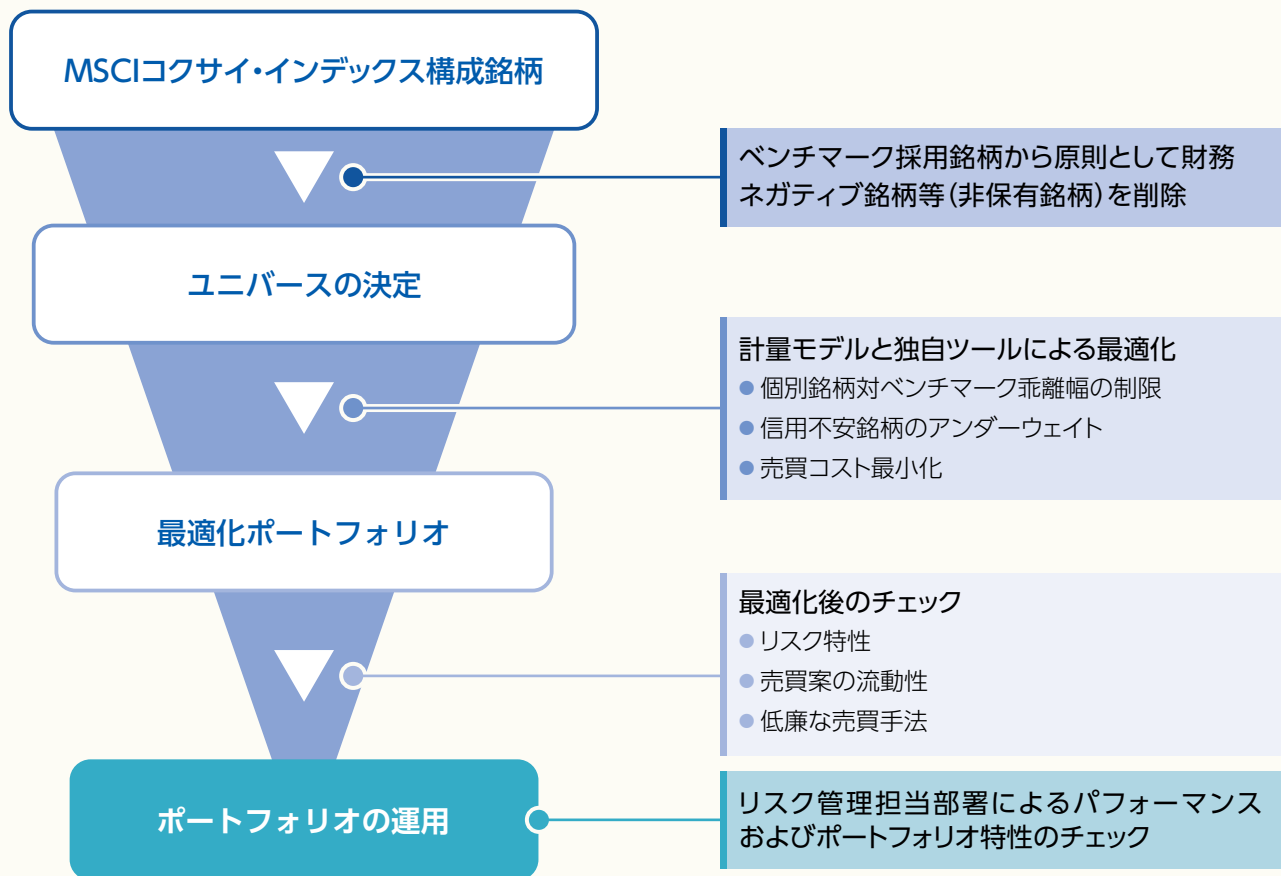 MSCIコクサイ・インデックス構成銘柄
ベンチマーク採用銘柄から原則として財務
ネガティブ銘柄等(非保有銘柄)を削除
ユニバースの決定
計量モデルと独自ツールによる最適化
● 個別銘柄対ベンチマーク乖離幅の制限
● 信用不安銘柄のアンダーウェイト
● 売買コスト最小化
最適化ポートフォリオ
最適化後のチェック
● リスク特性
● 売買案の流動性
● 低廉な売買手法
ポートフォリオの運用
リスク管理担当部署によるパフォーマンス
およびポートフォリオ特性のチェック